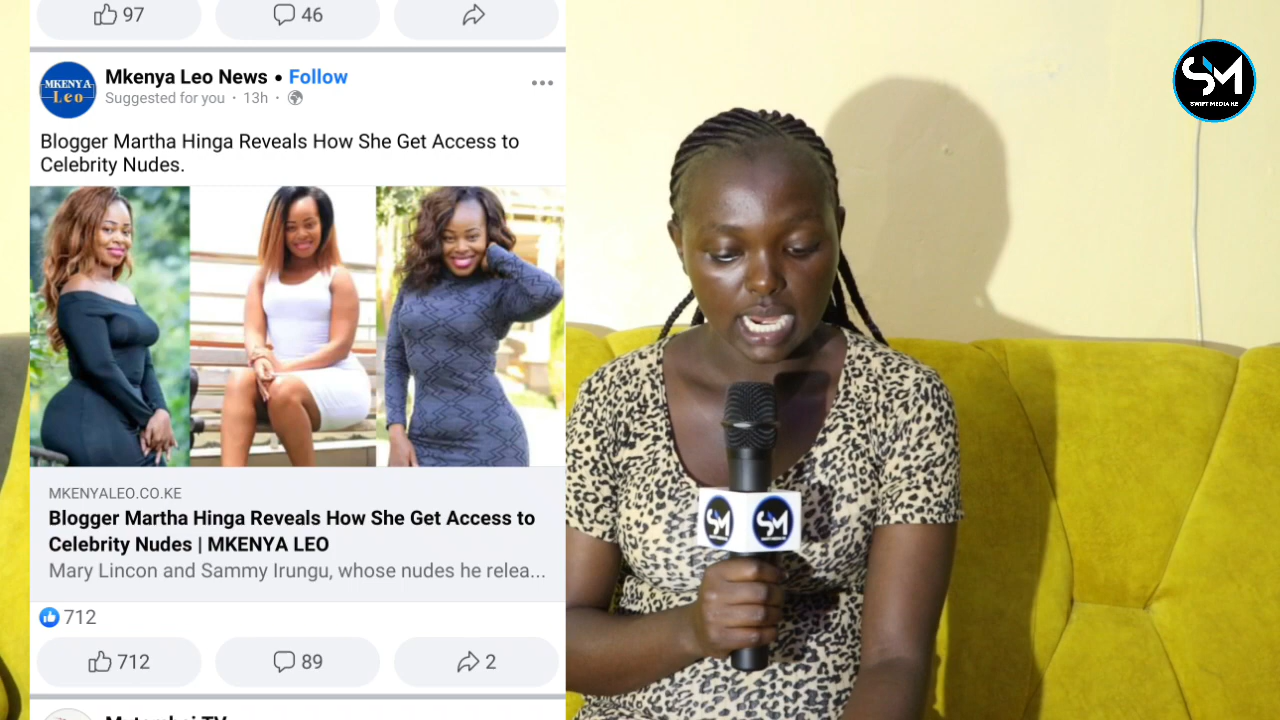 97
46
MKENYA
Leo
Mkenya Leo News • Follow
Suggested for you · 13h ·
Blogger Martha Hinga Reveals How She Get Access to
Celebrity Nudes.
MKENYALEO.CO.KE
Blogger Martha Hinga Reveals How She Get Access to
Celebrity Nudes | MKENYA LEO
Mary Lincon and Sammy Irungu, whose nudes he relea...
712
712
89
2
SM
SWIFT MEDIA KE
SM
SM